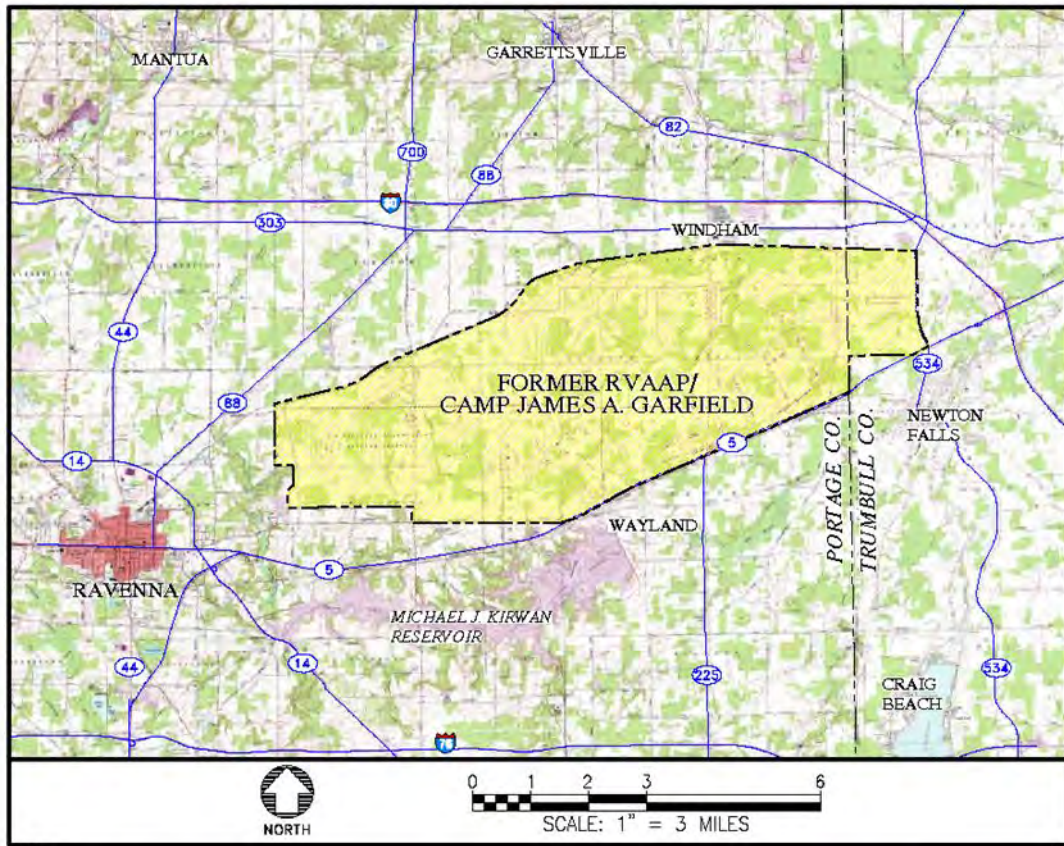 MANTUA
GARRETTSVILLE
82
700
88
80
303
WINDHAM
44
FORMER RVAAP/
CAMP JAMES A. GARFIELD
534
88
NEWTON
FALLS
5
14
PORTAGE CO.
TRUMBULL CO.
WAYLAND
RAVENNA
5
MICHAEL J. KIRWAN
RESERVOIR
44
14
225
534
CRAIG
BEACH
76
NORTH
0 1 2 3 6
SCALE: 1" = 3 MILES